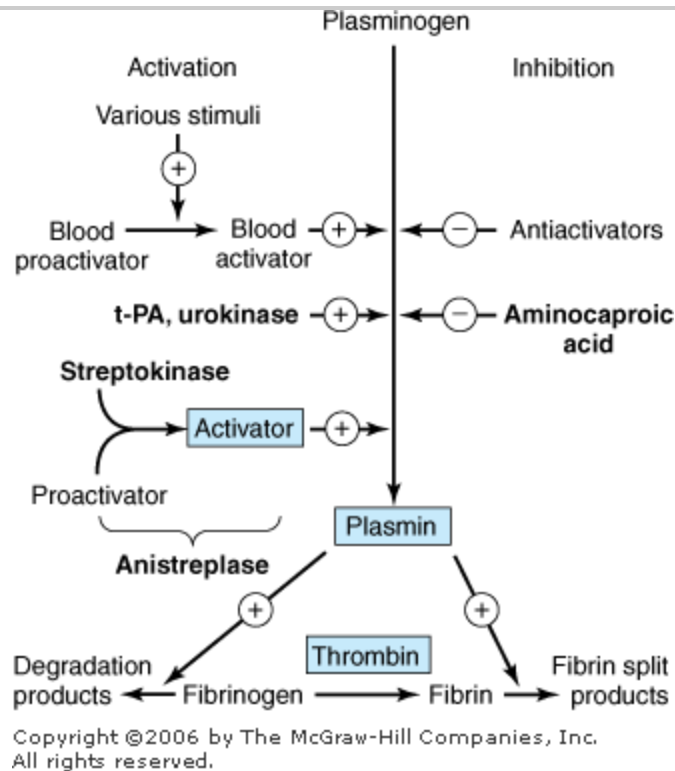 Plasminogen
Activation
Inhibition
Various stimuli
+
Blood
proactivator
Blood
activator
+
−
Antiactivators
t-PA, urokinase
+
−
Aminocaproic
acid
Streptokinase
Activator
+
Proactivator
Anistreplase
Plasmin
+
+
Thrombin
Degradation
products
Fibrinogen
Fibrin
Fibrin split
products
Copyright ©2006 by The McGraw-Hill Companies, Inc.
All rights reserved.